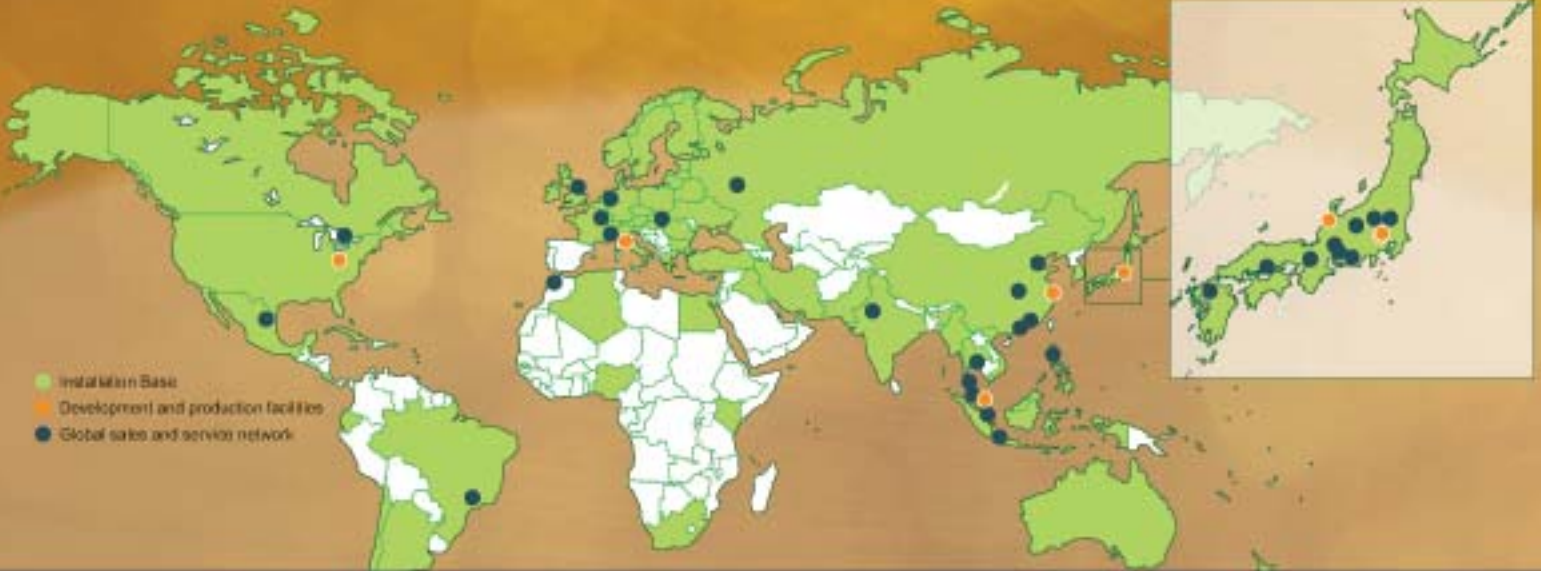 Installation Base
Development and production facilities
Global sales and service network